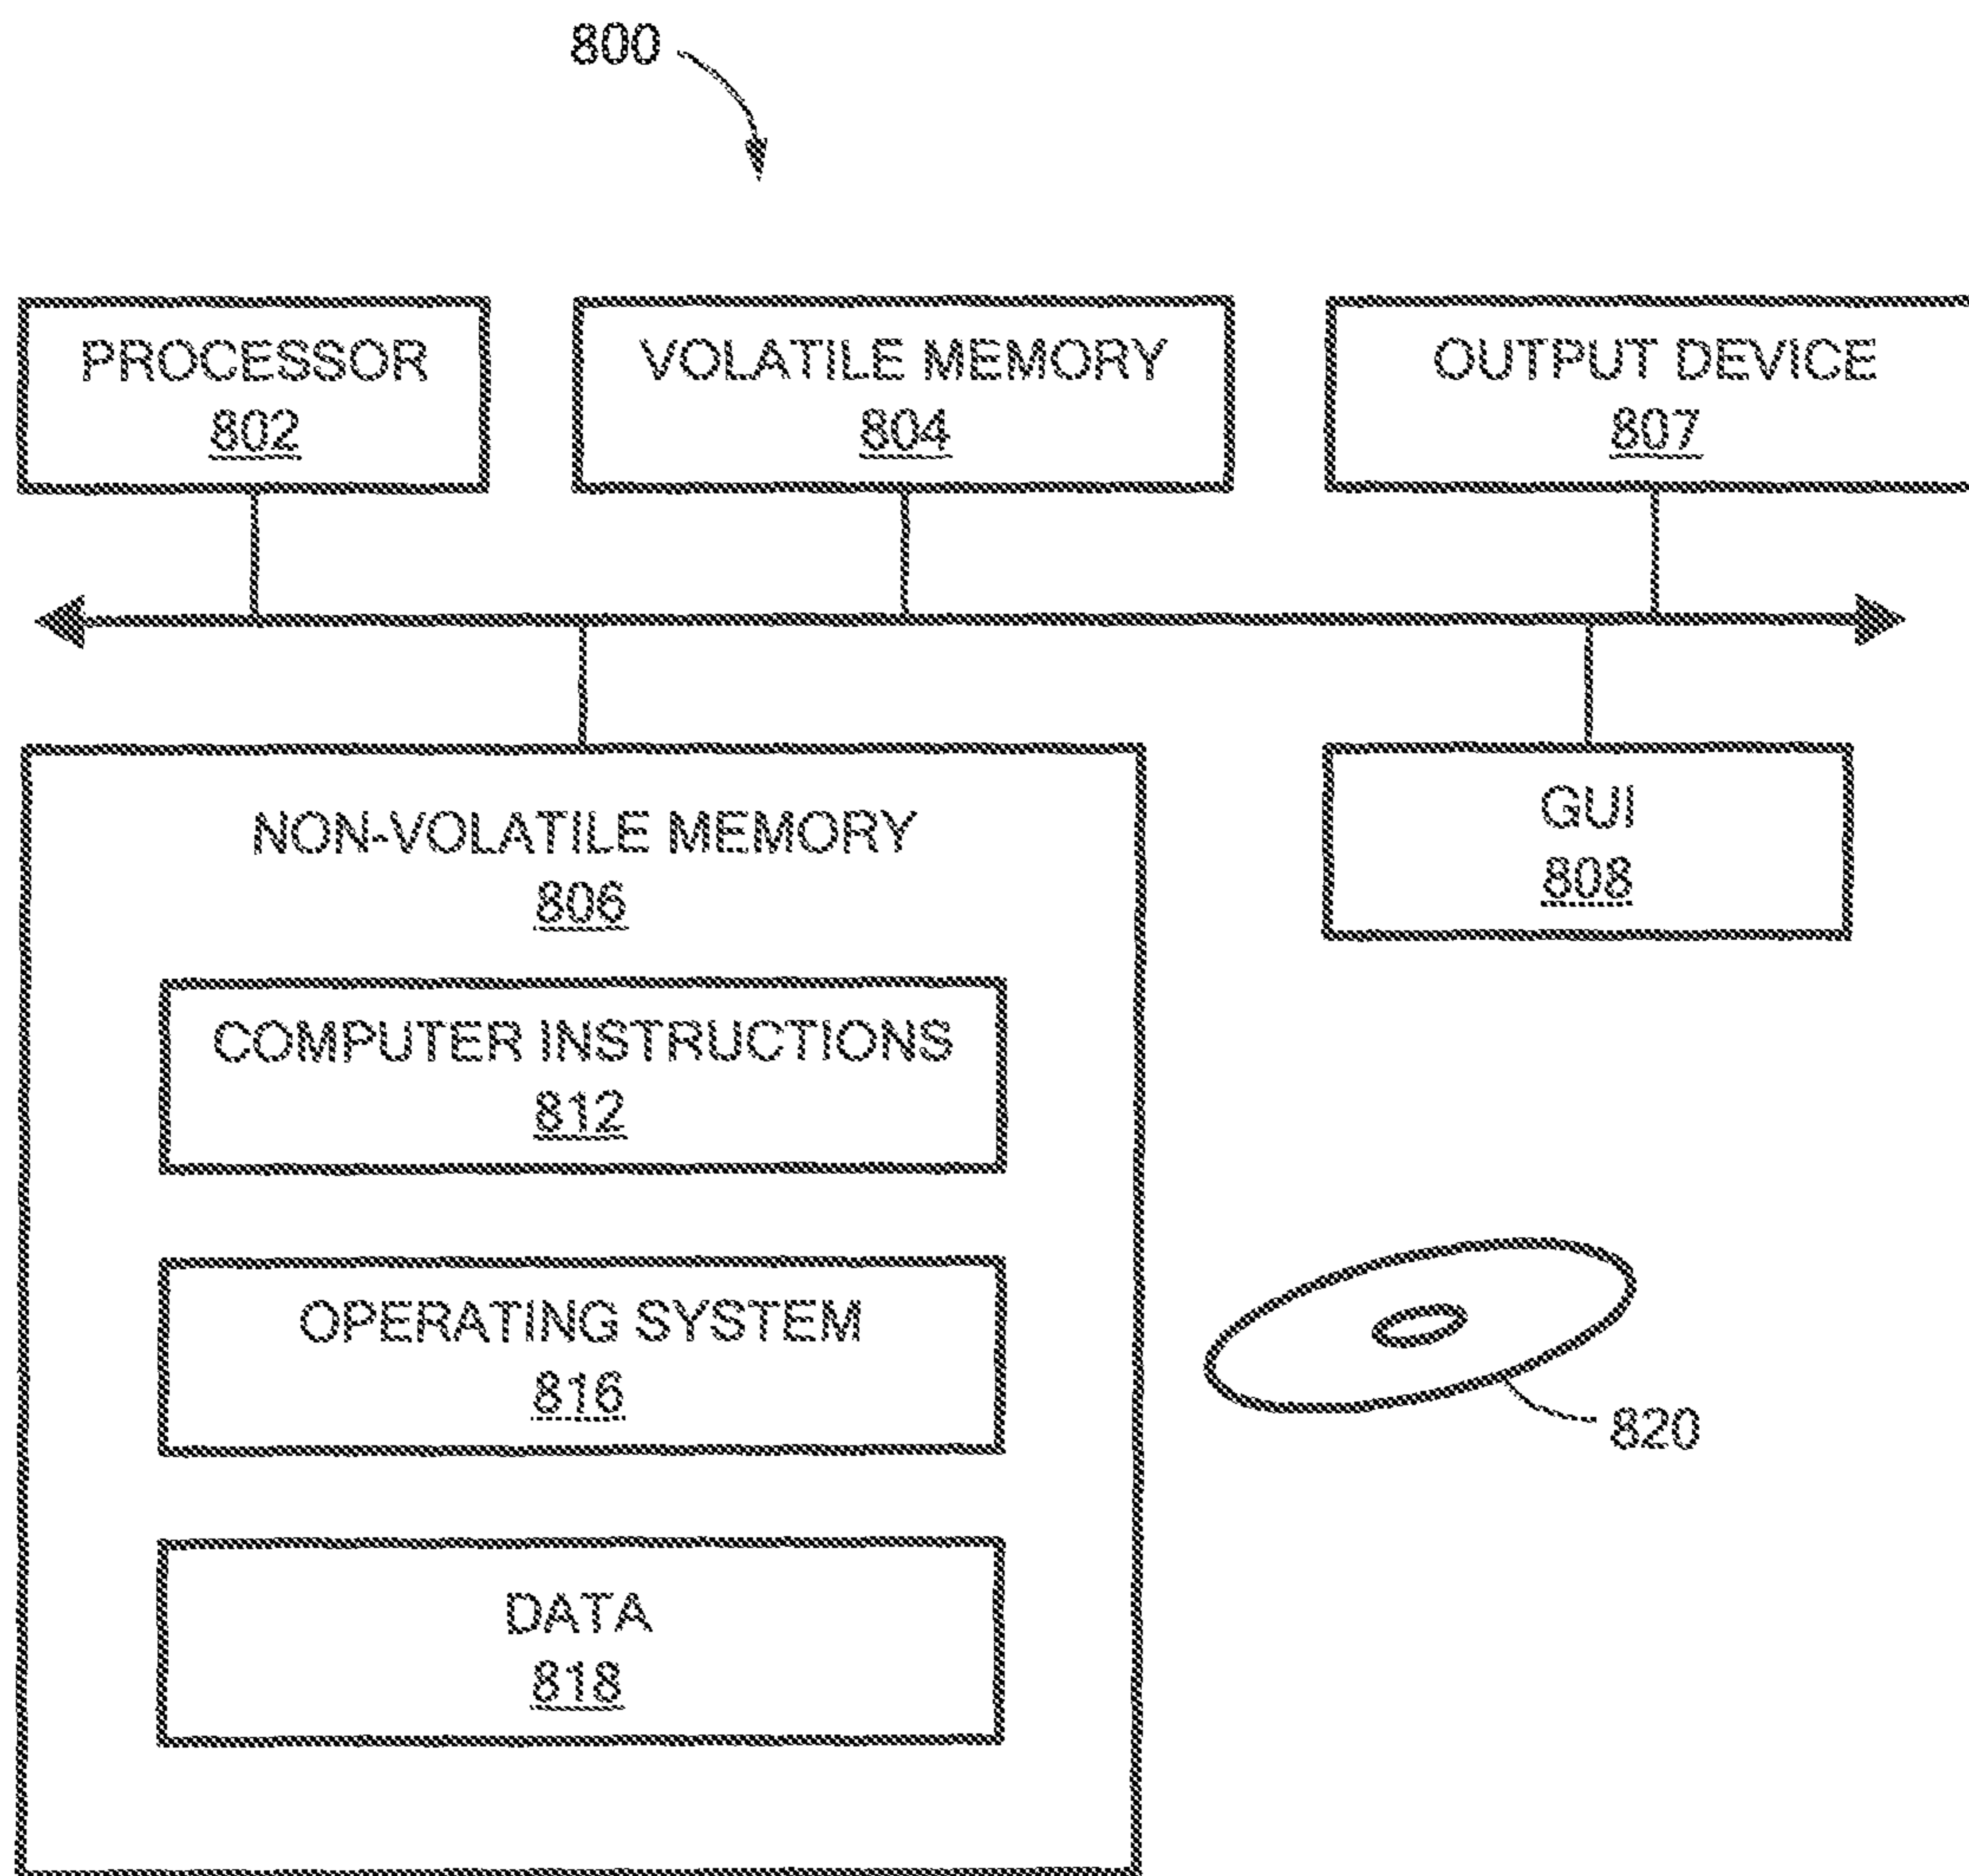 800
PROCESSOR
802
VOLATILE MEMORY
804
OUTPUT DEVICE
807
NON-VOLATILE MEMORY
806
GUI
808
COMPUTER INSTRUCTIONS
812
OPERATING SYSTEM
816
820
DATA
818